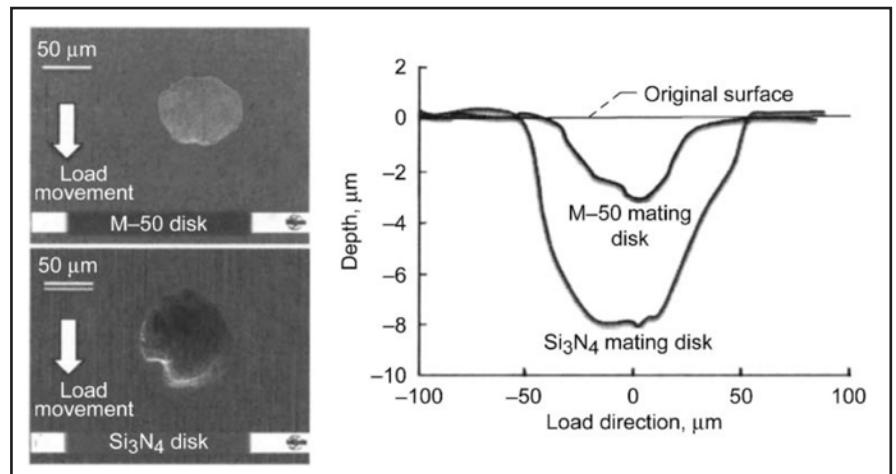 50 μm
Load
movement
M–50 disk
50 μm
Load
movement
Si₃N₄ disk
2
0
–2
–4
–6
–8
–10
Depth, μm
Original surface
M–50 mating
disk
Si₃N₄ mating disk
–100
–50
0
50
100
Load direction, μm